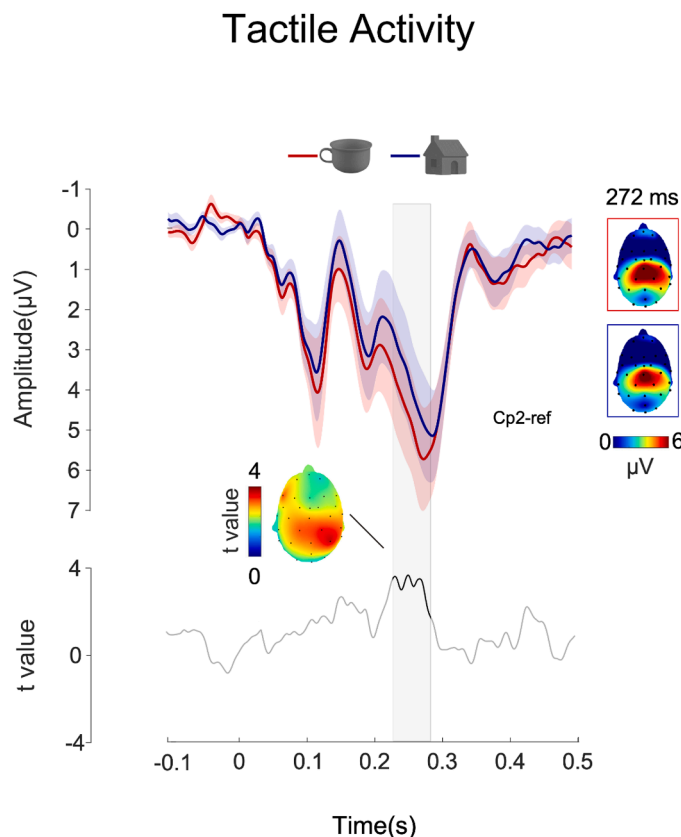 Tactile Activity
-1
0
1
2
3
4
5
6
7
Amplitude(µV)
272 ms
0 6
µV
Cp2-ref
4
0
t value
4
0
-4
t value
-0.1 0 0.1 0.2 0.3 0.4 0.5
Time(s)